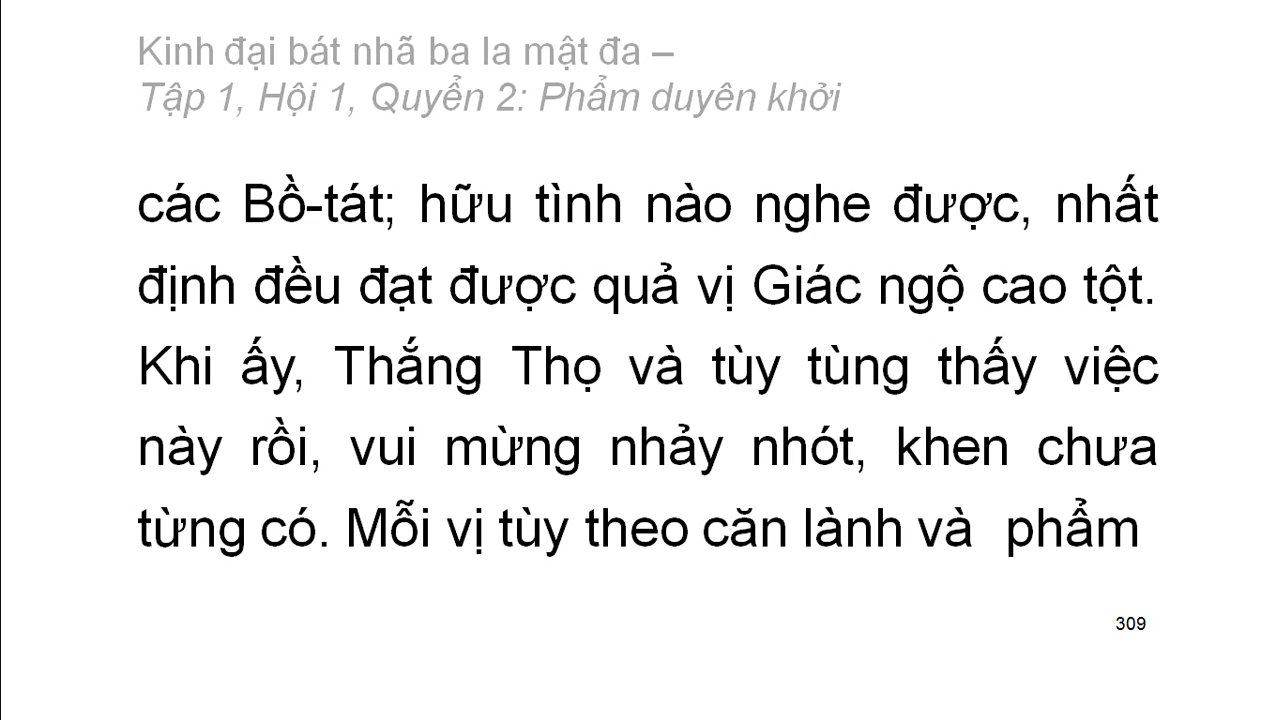 Kinh đại bát nhã ba la mật đa –
Tập 1, Hội 1, Quyển 2: Phẩm duyên khởi
các Bồ-tát; hữu tình nào nghe được, nhất
định đều đạt được quả vị Giác ngộ cao tột.
Khi ấy, Thắng Thọ và tùy tùng thấy việc
này rồi, vui mừng nhảy nhót, khen chưa
từng có. Mỗi vị tùy theo căn lành và phẩm
309